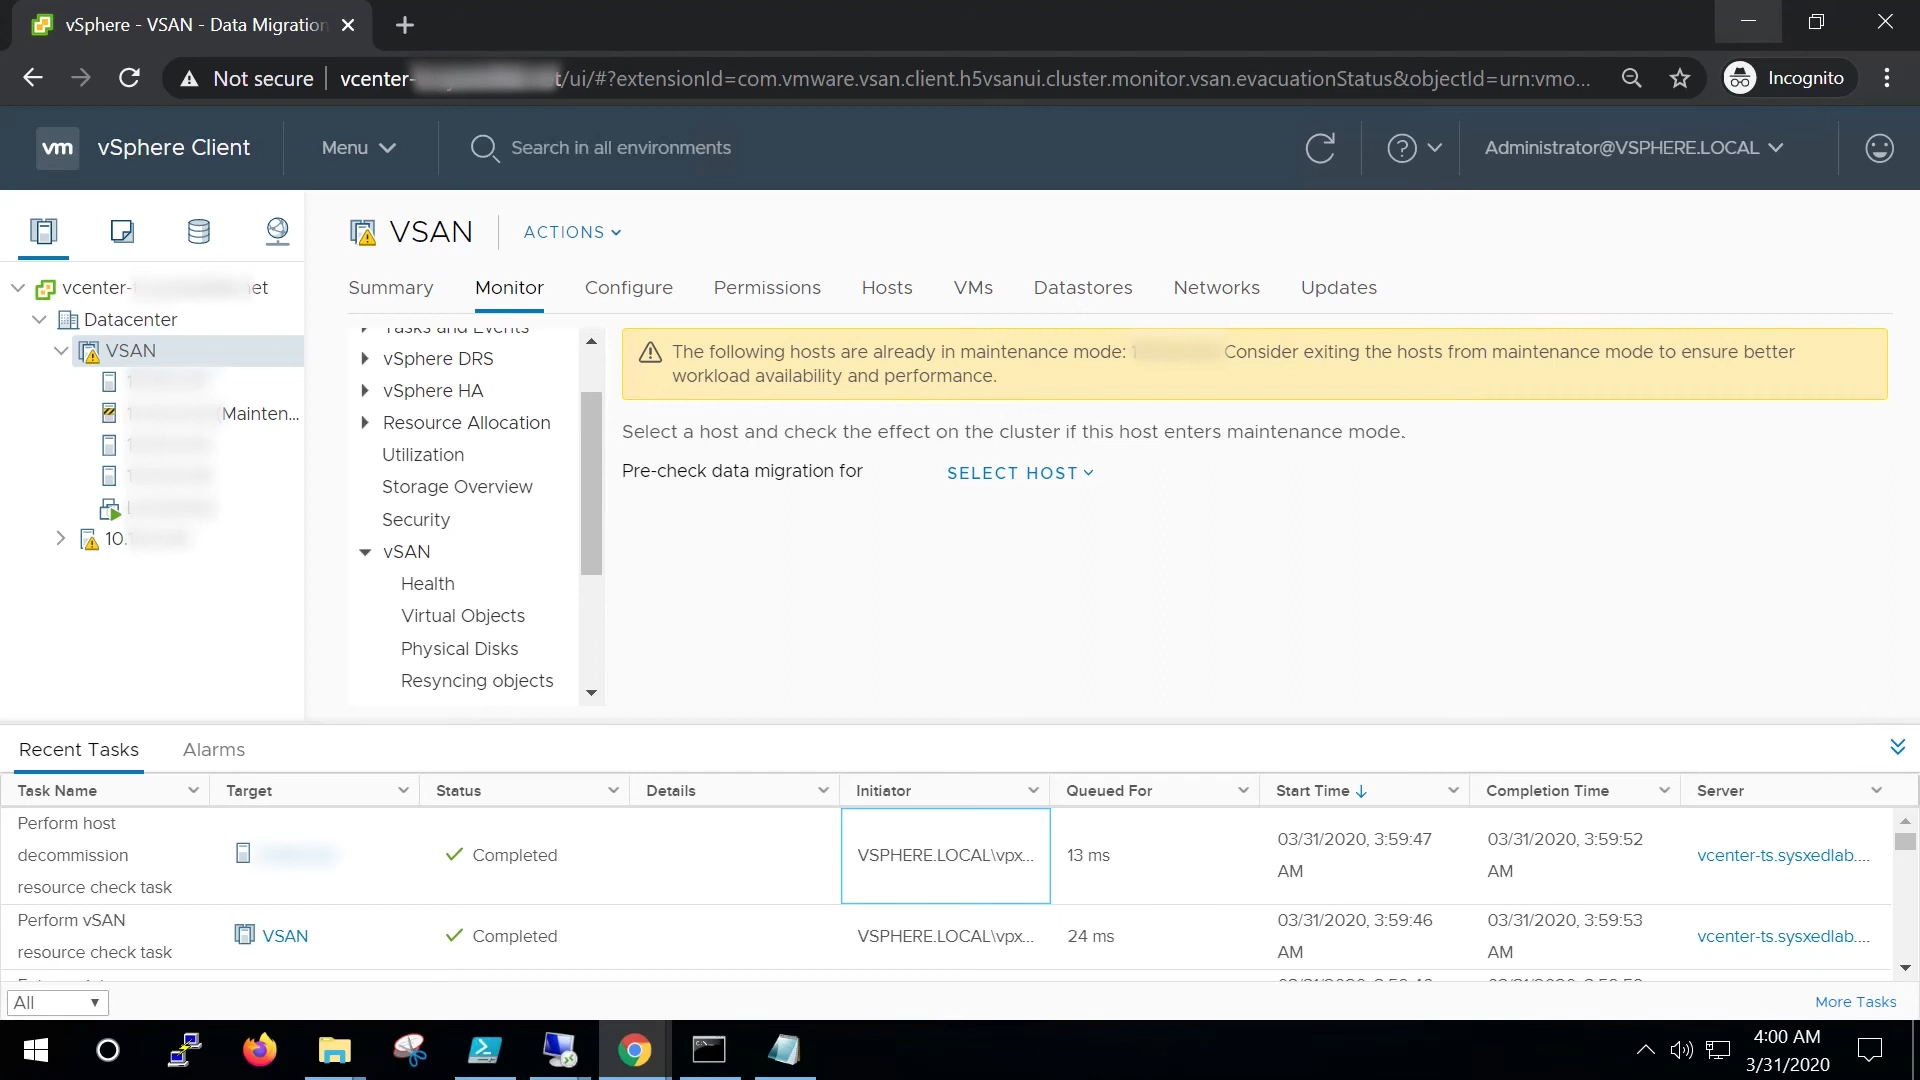 vSphere - VSAN - Data Migration
Not secure
vcenter-
/ui/#?extensionId=com.vmware.vsan.client.h5vsanui.cluster.monitor.vsan.evacuationStatus&objectId=urn:vmo...
Incognito
vm vSphere Client
Menu
Search in all environments
Administrator@VSPHERE.LOCAL
vcenter- et
Datacenter
VSAN
(Mainten...
10.
VSAN
ACTIONS
Summary Monitor Configure Permissions Hosts VMs Datastores Networks Updates
Tasks and Events
vSphere DRS
vSphere HA
Resource Allocation
Utilization
Storage Overview
Security
vSAN
Health
Virtual Objects
Physical Disks
Resyncing objects
The following hosts are already in maintenance mode: Consider exiting the hosts from maintenance mode to ensure better
workload availability and performance.
Select a host and check the effect on the cluster if this host enters maintenance mode.
Pre-check data migration for SELECT HOST
Recent Tasks Alarms
Task Name Target Status Details Initiator Queued For Start Time Completion Time Server
Perform host
decommission
resource check task
Completed
VSPHERE.LOCAL\vpx...
13 ms
03/31/2020, 3:59:47
AM
03/31/2020, 3:59:52
AM
vcenter-ts.sysxedlab....
Perform vSAN
resource check task
VSAN
Completed
VSPHERE.LOCAL\vpx...
24 ms
03/31/2020, 3:59:46
AM
03/31/2020, 3:59:53
AM
vcenter-ts.sysxedlab....
All
More Tasks
4:00 AM
3/31/2020